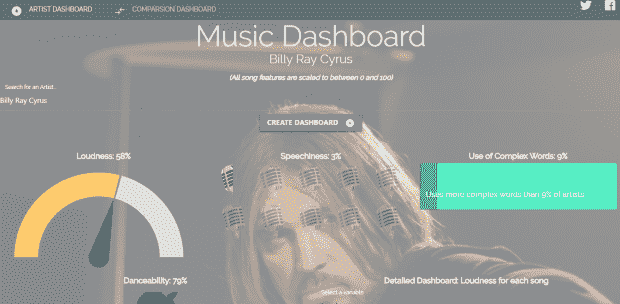 ARTIST DASHBOARD COMPARSION DASHBOARD
Music Dashboard
Billy Ray Cyrus
(All song features are scaled to between 0 and 100)
Search for an Artist
Billy Ray Cyrus
CREATE DASHBOARD
Loudness: 58% Speechiness: 3% Use of Complex Words: 9%
Uses more complex words then 9% of artists
Danceability: 79% Detailed Dashboard: Loudness for each song
Select a variable